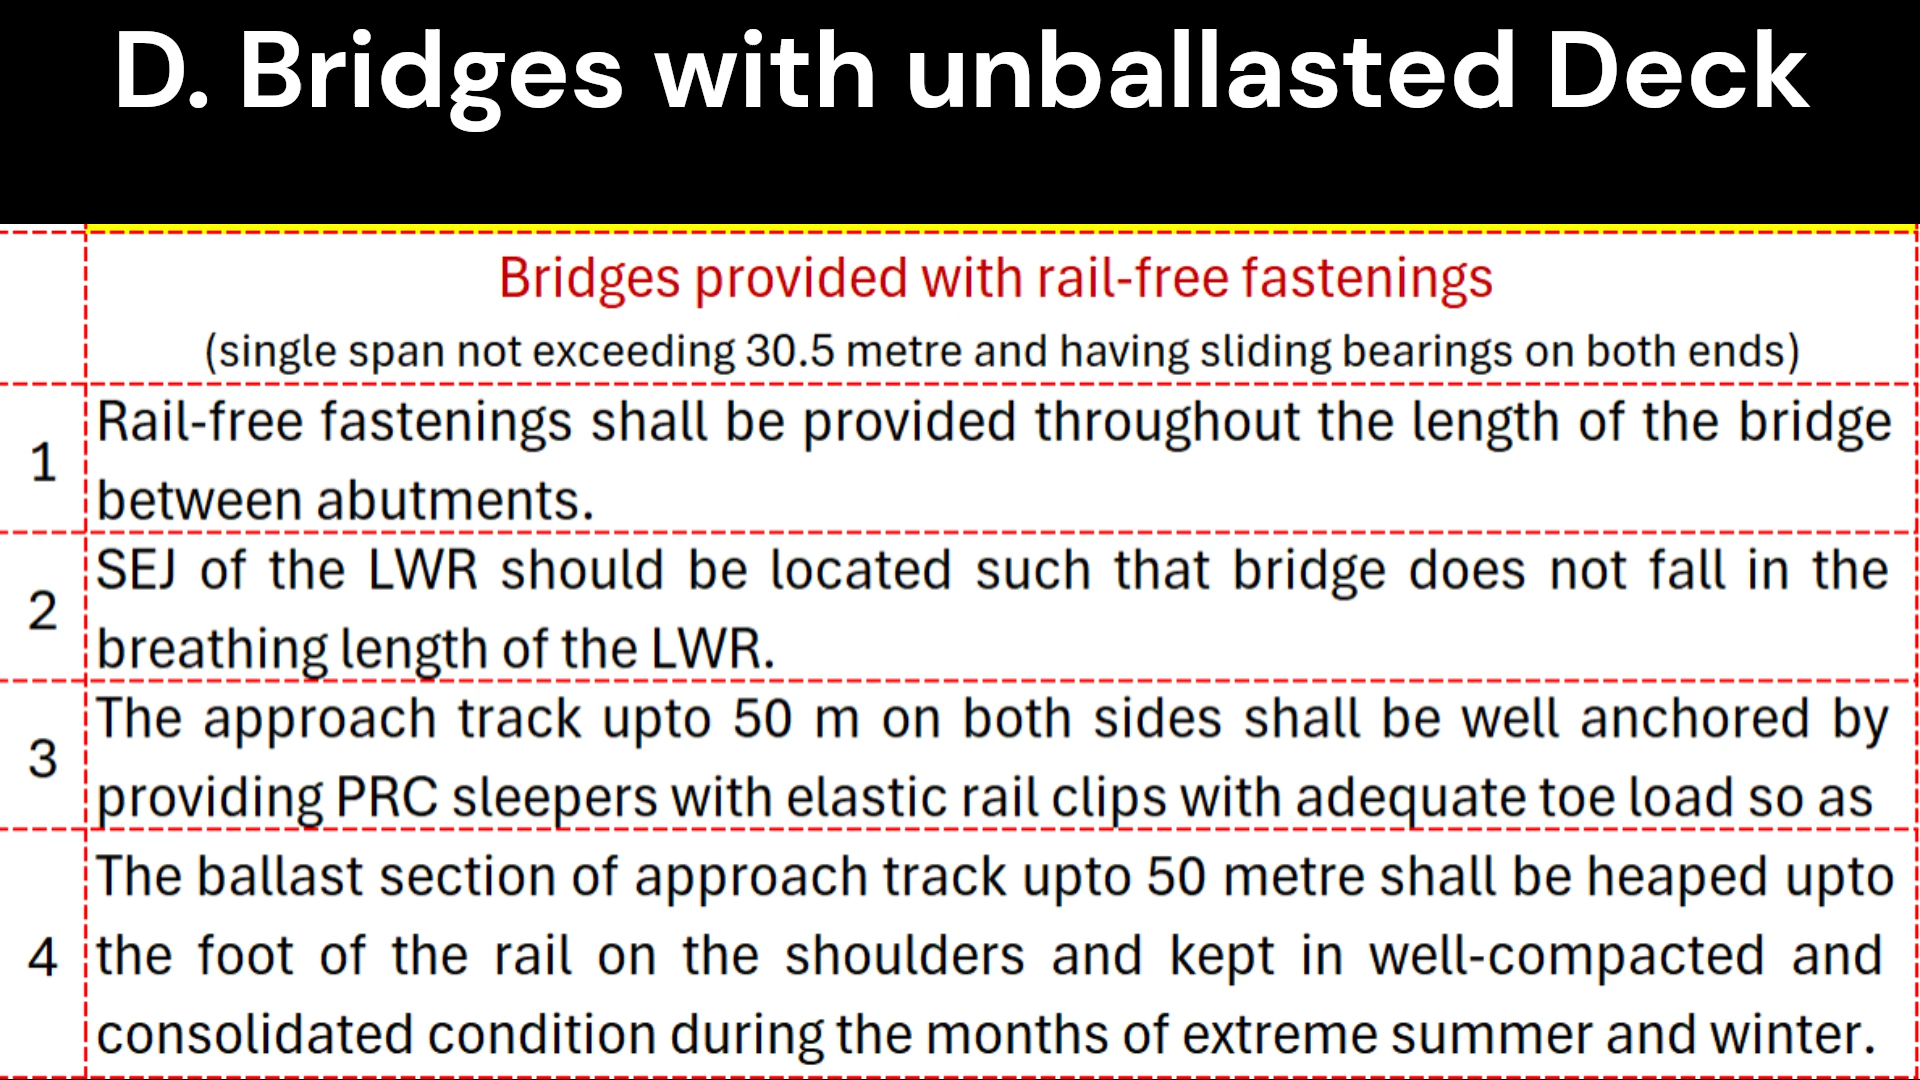 D. Bridges with unballasted Deck
Bridges provided with rail-free fastenings
(single span not exceeding 30.5 metre and having sliding bearings on both ends)
1
Rail-free fastenings shall be provided throughout the length of the bridge
between abutments.
2
SEJ of the LWR should be located such that bridge does not fall in the
breathing length of the LWR.
3
The approach track upto 50 m on both sides shall be well anchored by
providing PRC sleepers with elastic rail clips with adequate toe load so as
4
The ballast section of approach track upto 50 metre shall be heaped upto
the foot of the rail on the shoulders and kept in well-compacted and
consolidated condition during the months of extreme summer and winter.